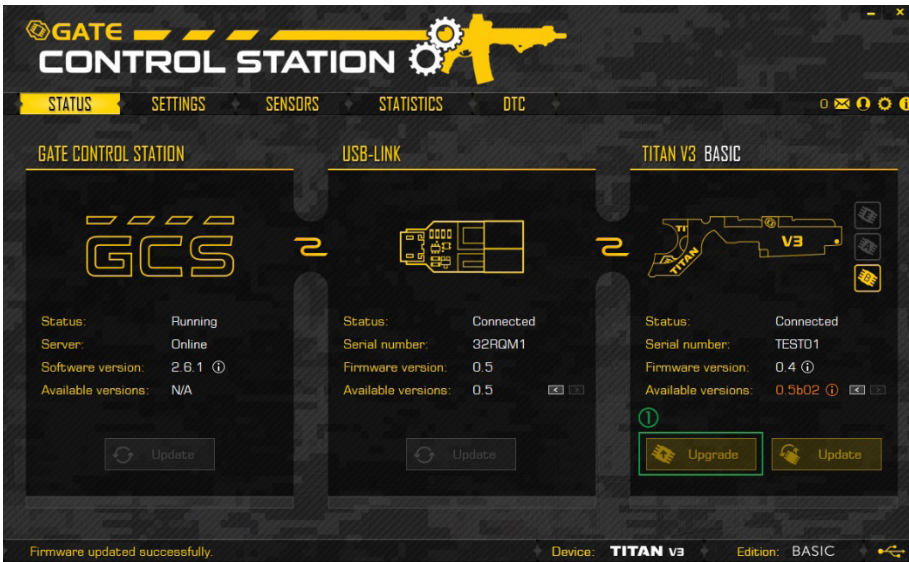 GATE
CONTROL STATION
STATUS SETTINGS SENSORS STATISTICS DTC 0
GATE CONTROL STATION
GCS
Status: Running
Server: Online
Software version: 2.6.1
Available versions: N/A
Update
USB-LINK
Status: Connected
Serial number: 32RQM1
Firmware version: 0.5
Available versions: 0.5 < >
Update
TITAN V3 BASIC
TI
TITAN
V3
Status: Connected
Serial number: TEST01
Firmware version: 0.4
Available versions: 0.5b02 < >
1
Upgrade Update
Firmware updated successfully. Device: TITAN V3 Edition: BASIC